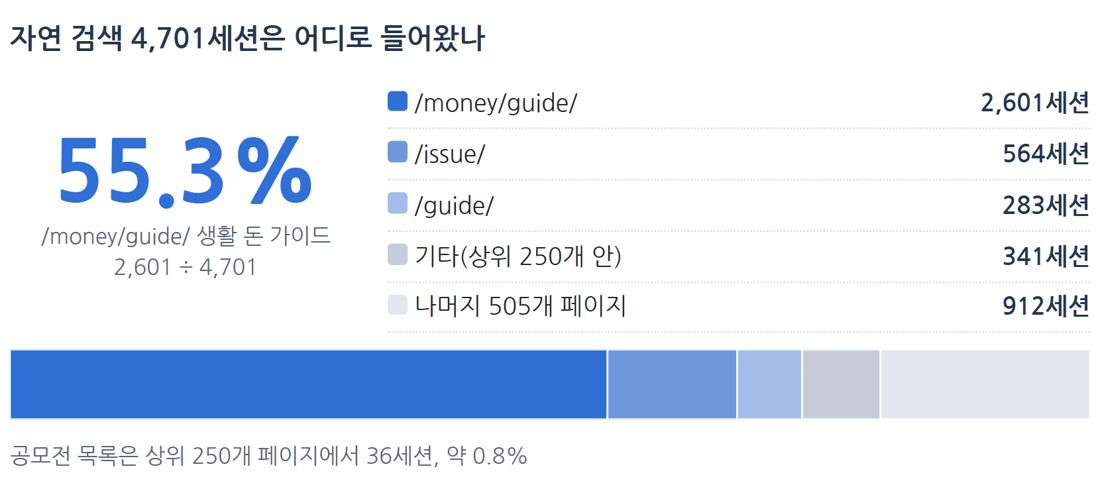 자연 검색 4,701세션은 어디로 들어왔나
55.3%
/money/guide/ 생활 돈 가이드
2,601 ÷ 4,701
/money/guide/ 2,601세션
/issue/ 564세션
/guide/ 283세션
기타(상위 250개 안) 341세션
나머지 505개 페이지 912세션
공모전 목록은 상위 250개 페이지에서 36세션, 약 0.8%